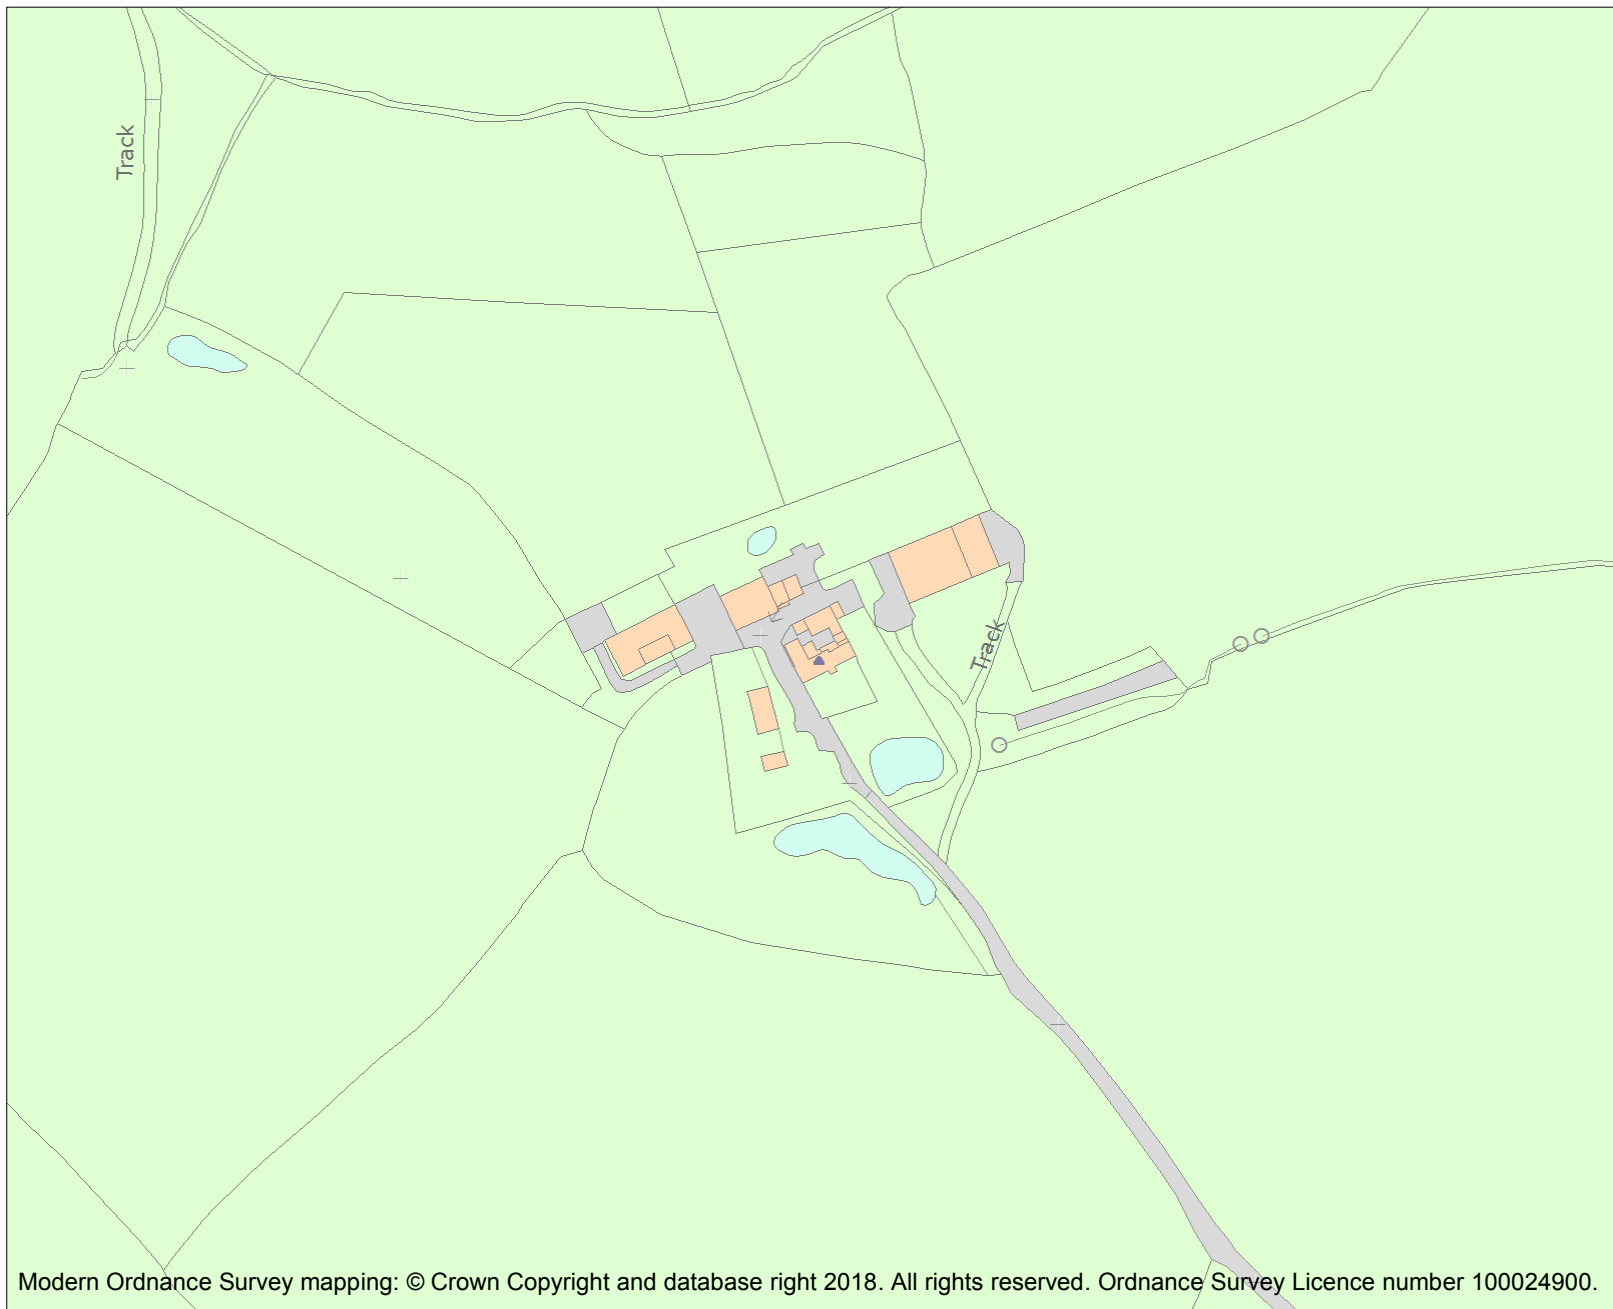 Track
Track
Modern Ordnance Survey mapping: © Crown Copyright and database right 2018. All rights reserved. Ordnance Survey Licence number 100024900.